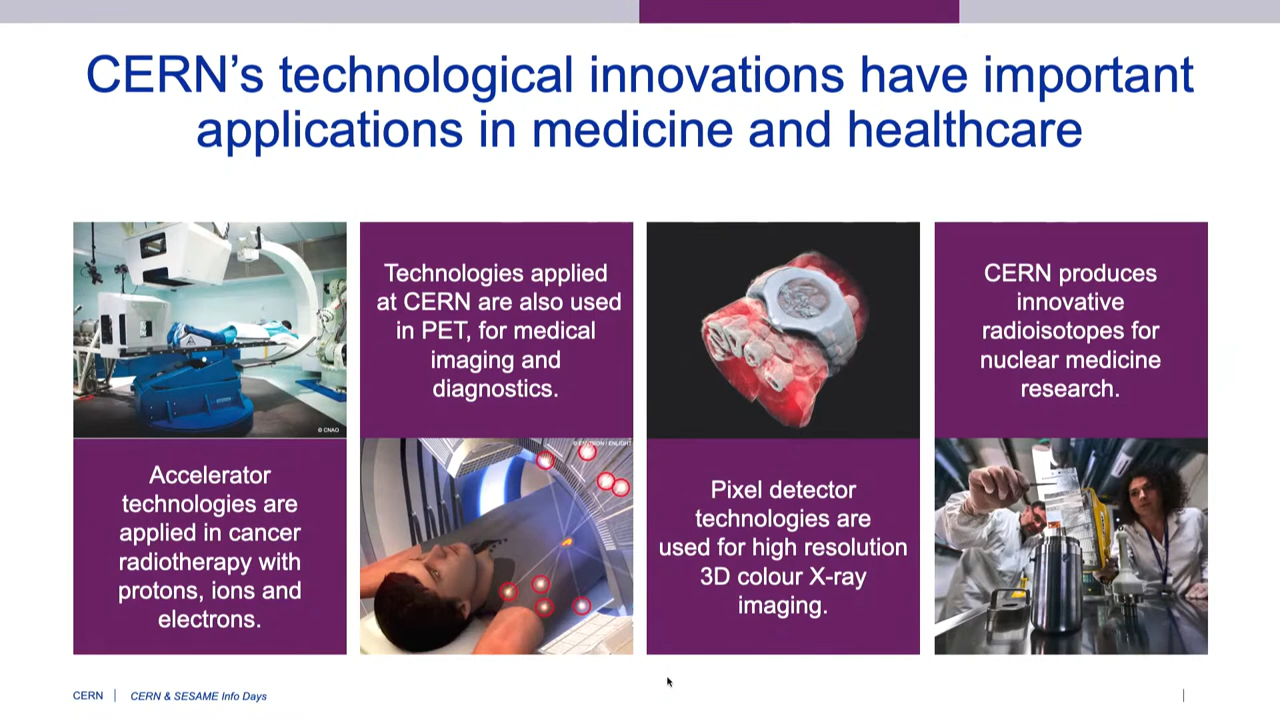 CERN’s technological innovations have important
applications in medicine and healthcare
© CNAO
Accelerator
technologies are
applied in cancer
radiotherapy with
protons, ions and
electrons.
Technologies applied
at CERN are also used
in PET, for medical
imaging and
diagnostics.
Pixel detector
technologies are
used for high resolution
3D colour X-ray
imaging.
CERN produces
innovative
radioisotopes for
nuclear medicine
research.
CERN | CERN & SESAME Info Days